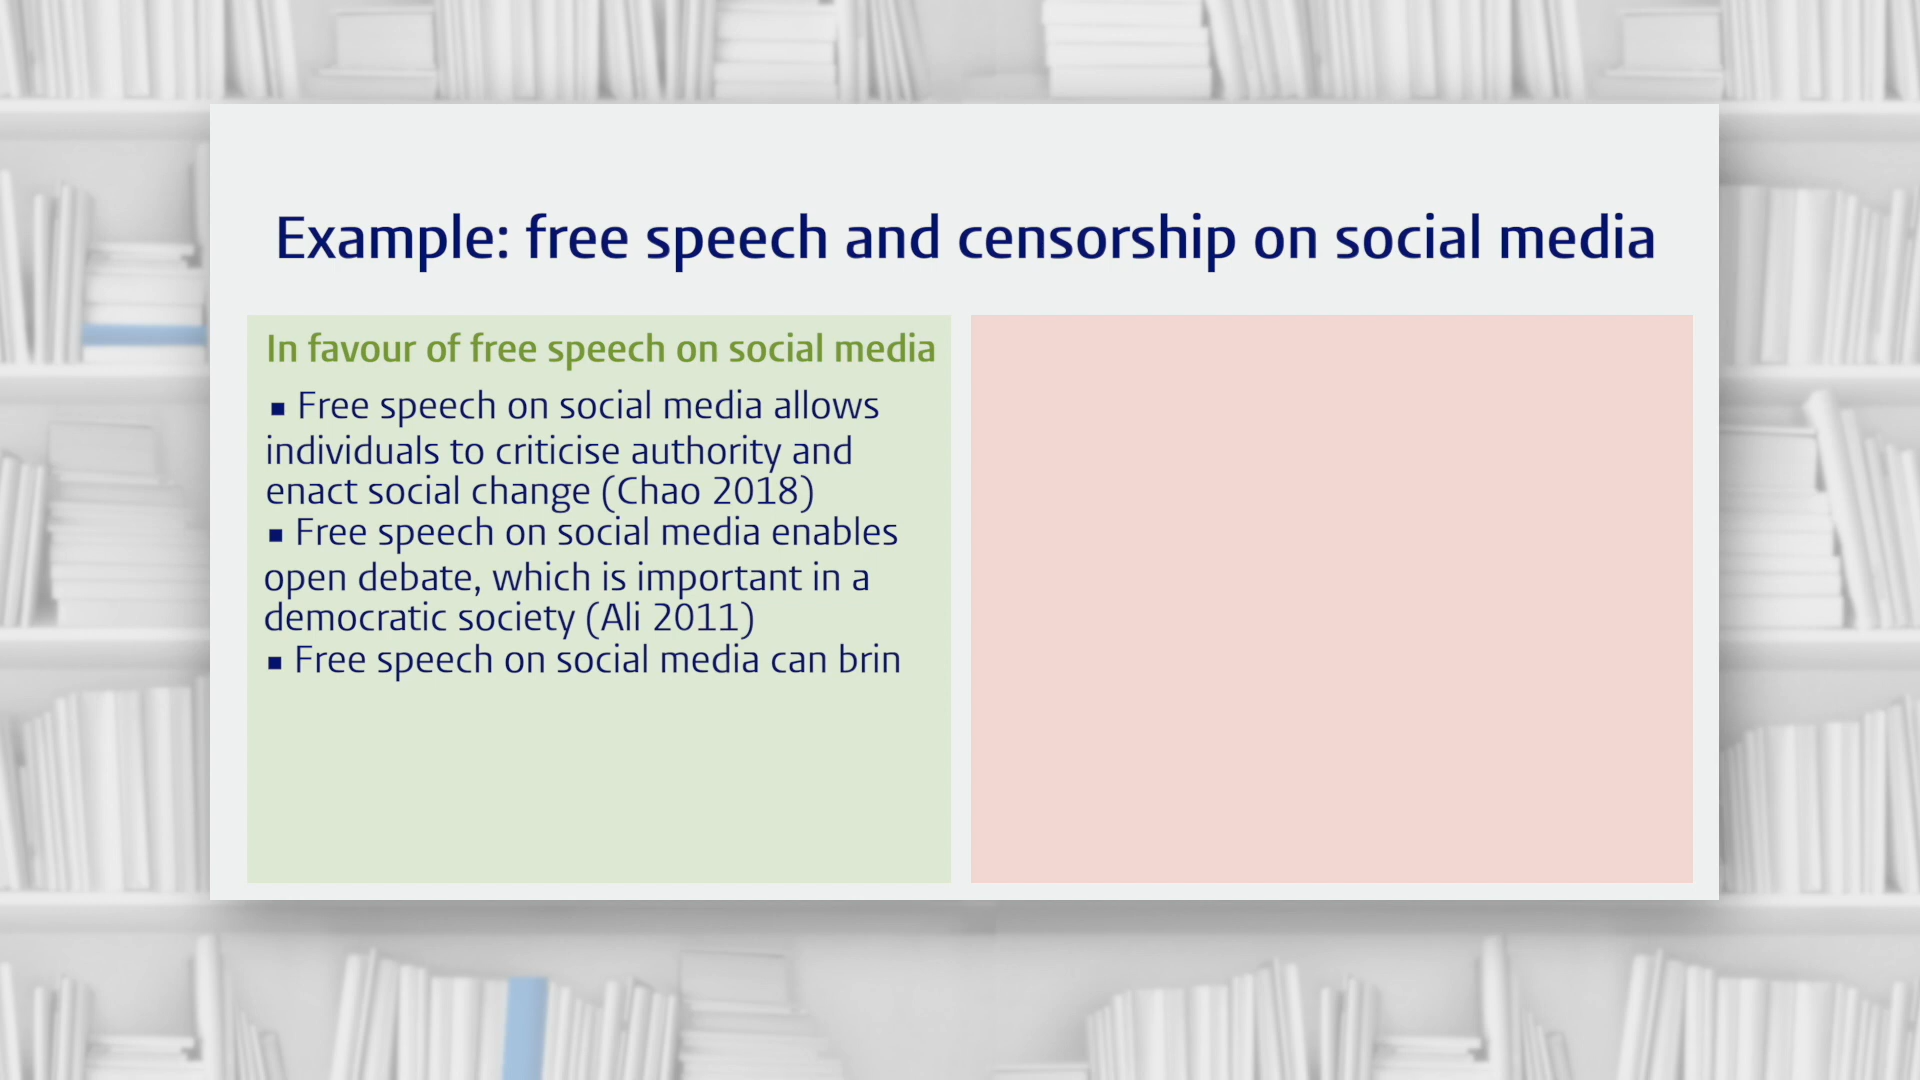 Example: free speech and censorship on social media
In favour of free speech on social media
▪ Free speech on social media allows
individuals to criticise authority and
enact social change (Chao 2018)
▪ Free speech on social media enables
open debate, which is important in a
democratic society (Ali 2011)
▪ Free speech on social media can brin